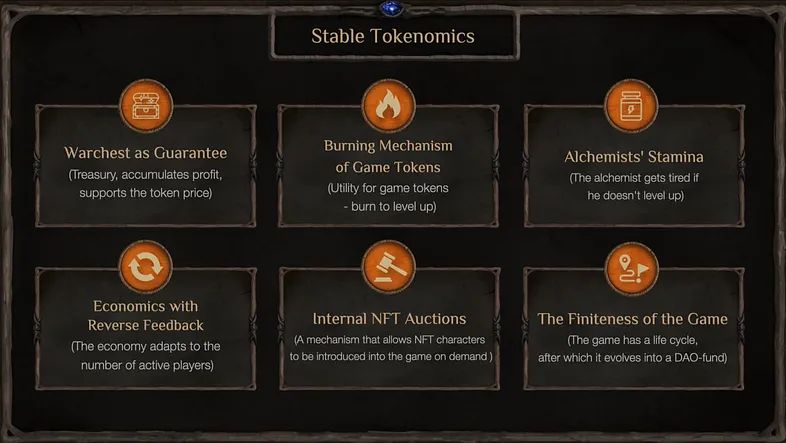 Stable Tokenomics
Warchest as Guarantee
(Treasury, accumulates profit,
supports the token price)
Burning Mechanism
of Game Tokens
(Utility for game tokens
- burn to level up)
Alchemists' Stamina
(The alchemist gets tired if
he doesn't level up)
Economics with
Reverse Feedback
(The economy adapts to the
number of active players)
Internal NFT Auctions
(A mechanism that allows NFT characters
to be introduced into the game on demand )
The Finiteness of the Game
(The game has a life cycle,
after which it evolves into a DAO-fund)